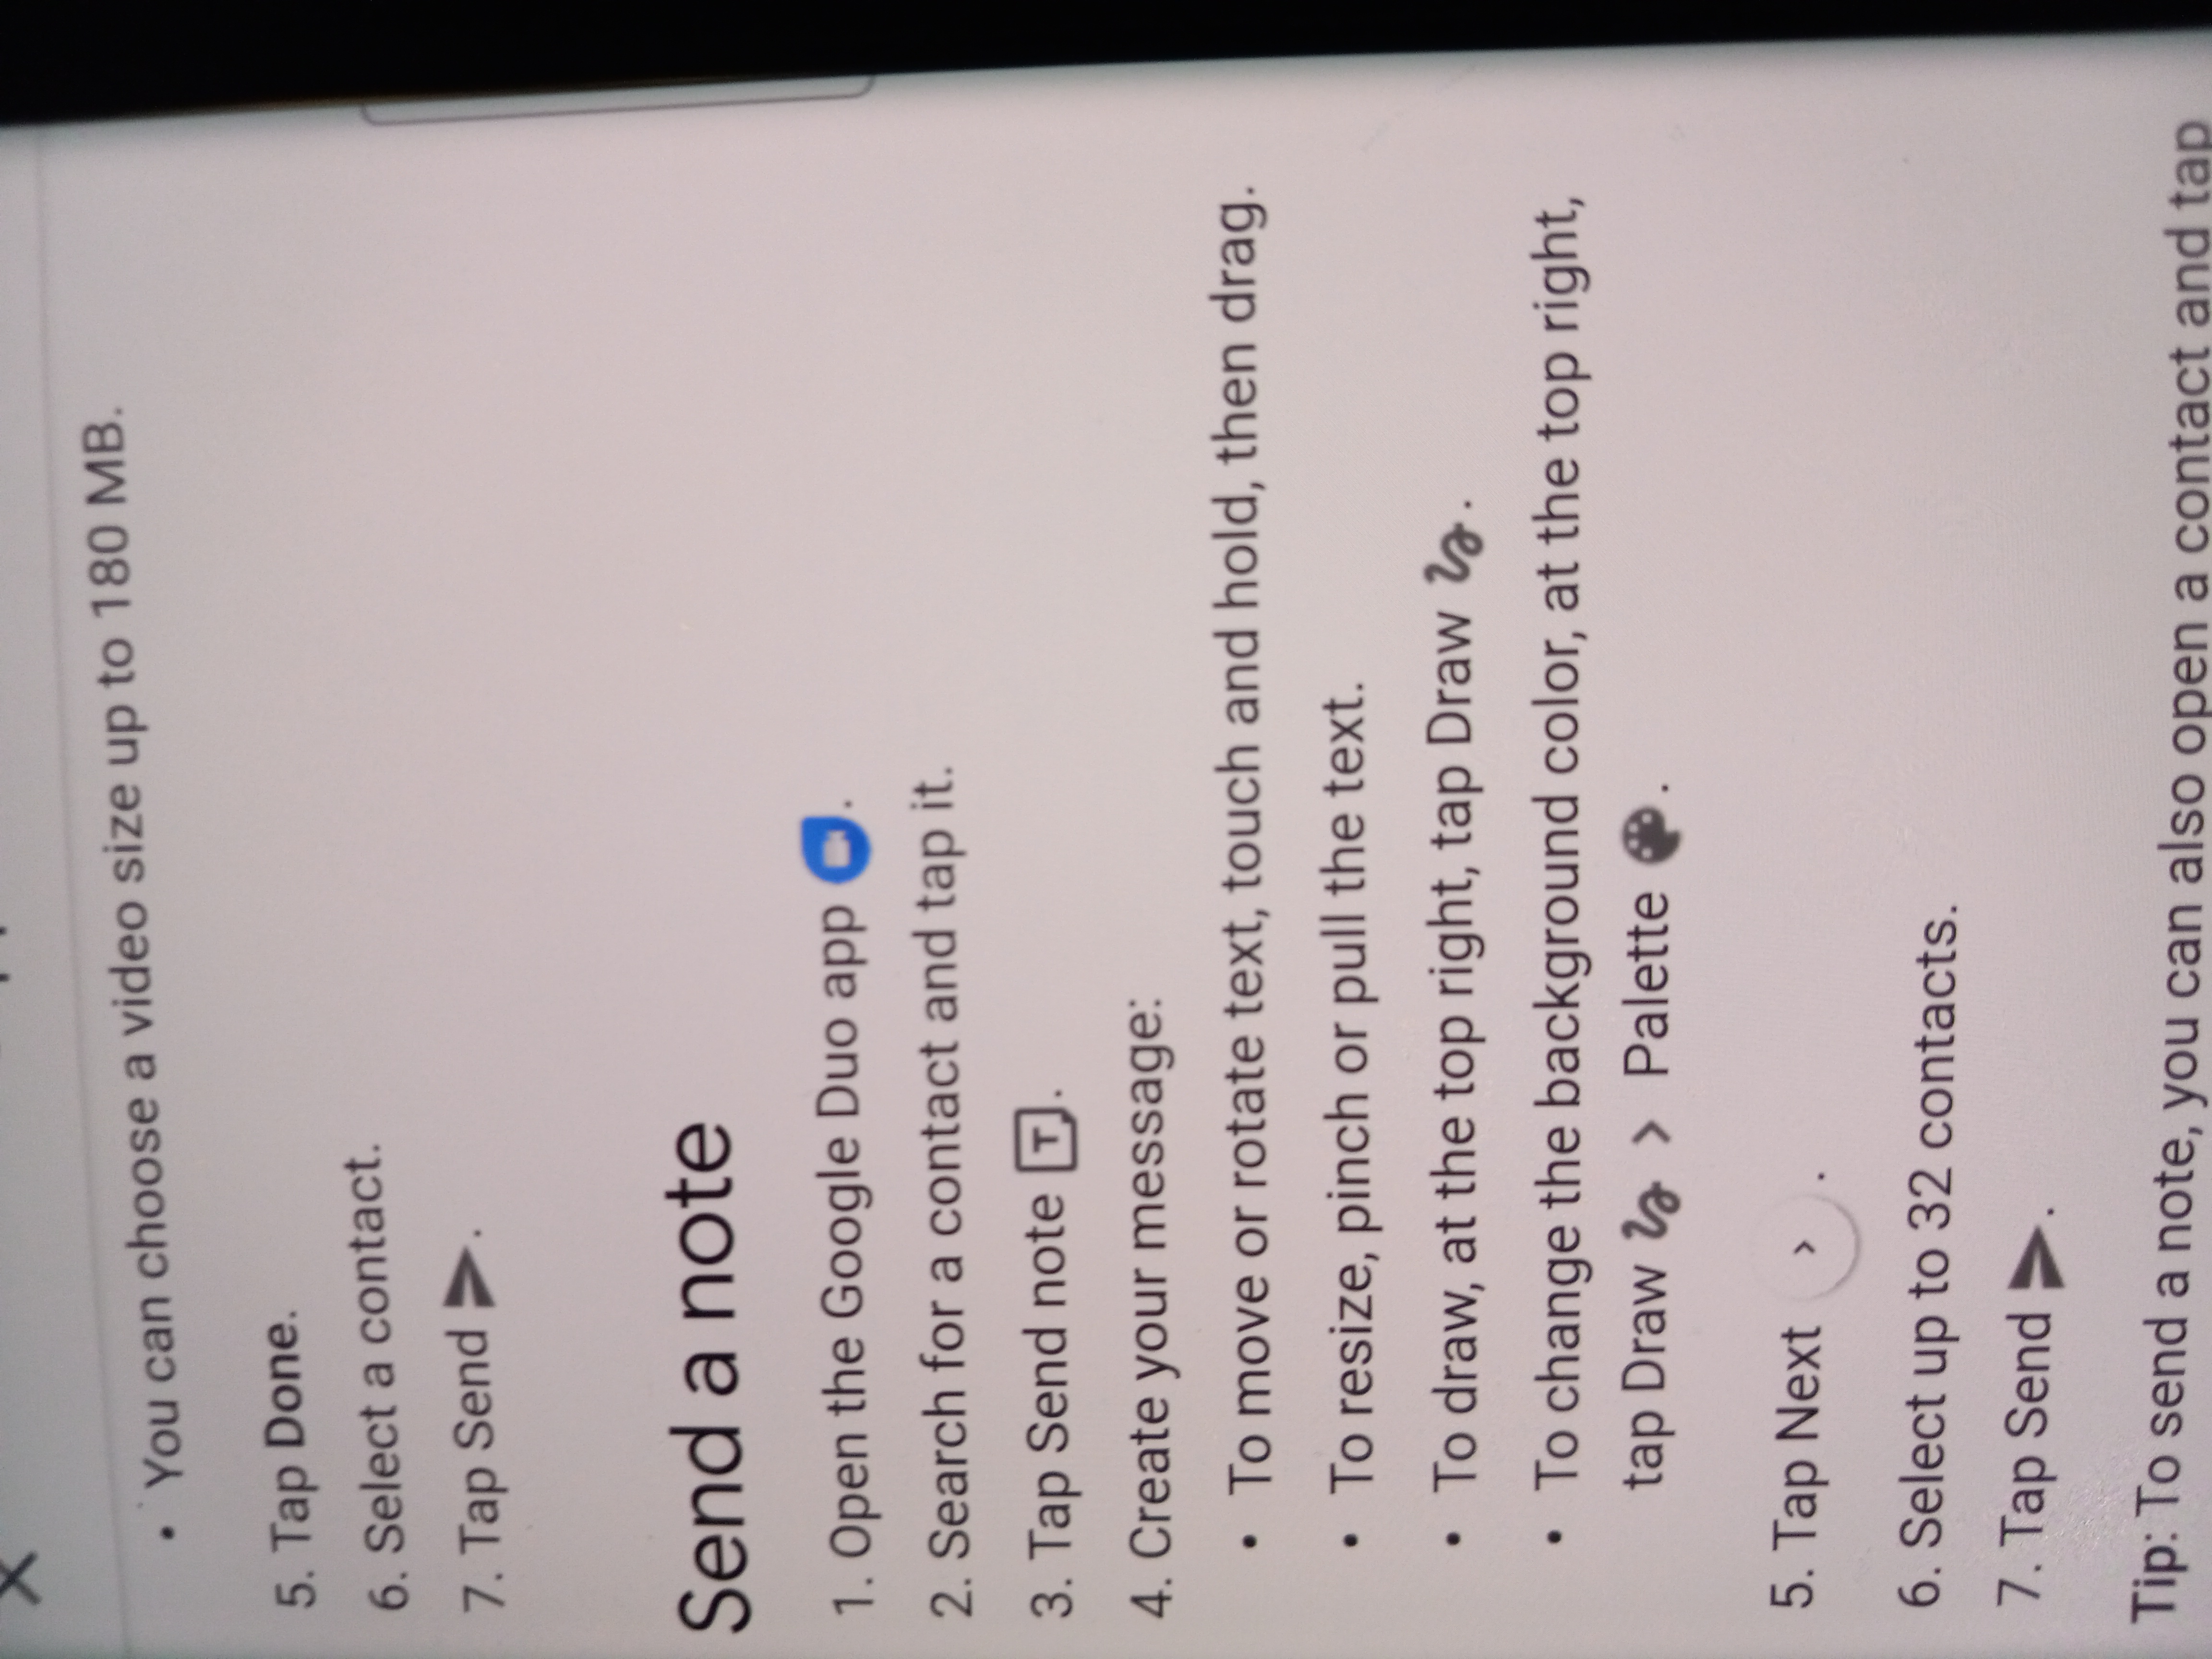 • You can choose a video size up to 180 MB.
5. Tap Done.
6. Select a contact.
7. Tap Send .
Send a note
1. Open the Google Duo app .
2. Search for a contact and tap it.
3. Tap Send note T.
4. Create your message:
• To move or rotate text, touch and hold, then drag.
• To resize, pinch or pull the text.
• To draw, at the top right, tap Draw .
• To change the background color, at the top right,
tap Draw > Palette .
5. Tap Next > .
6. Select up to 32 contacts.
7. Tap Send .
Tip: To send a note, you can also open a contact and tap